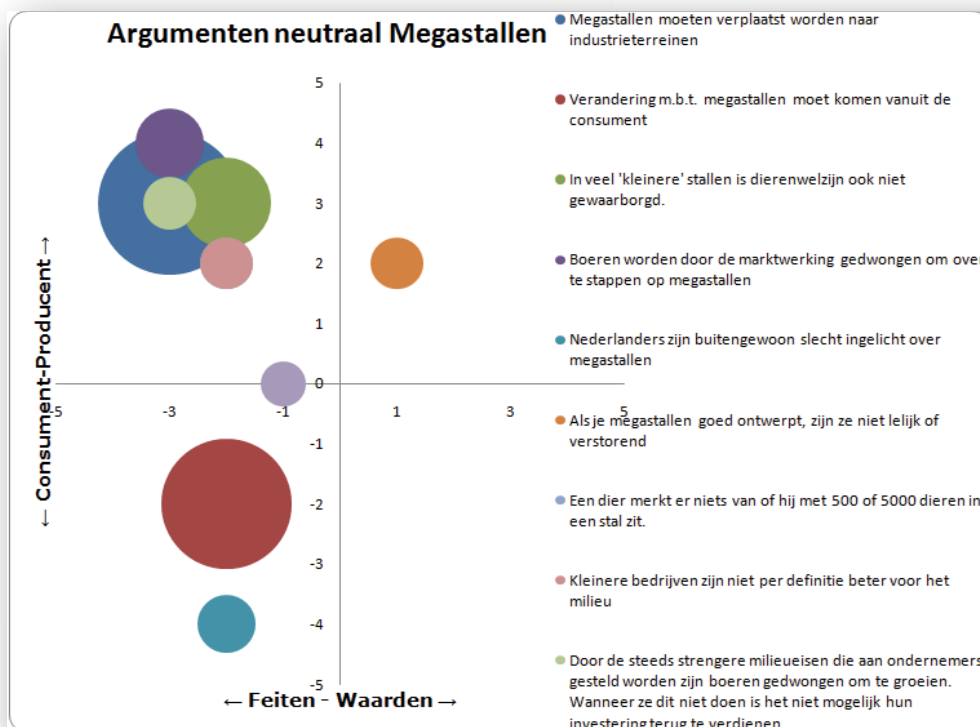 Argumenten neutraal Megastallen
5
4
3
2
1
0
-1
-2
-3
-4
-5
-5
-3
-1
1
3
5
← Consument-Producent →
← Feiten - Waarden →
Megastallen moeten verplaatst worden naar
industrieterreinen
Verandering m.b.t. megastallen moet komen vanuit de
consument
In veel 'kleinere' stallen is dierenwelzijn ook niet
gewaarborgd.
Boeren worden door de marktwerking gedwongen om over
te stappen op megastallen
Nederlanders zijn buitengewoon slecht ingelicht over
megastallen
Als je megastallen goed ontwerpt, zijn ze niet lelijk of
verstorend
Een dier merkt er niets van of hij met 500 of 5000 dieren in
een stal zit.
Kleinere bedrijven zijn niet per definitie beter voor het
milieu
Door de steeds strengere milieueisen die aan ondernemers
gesteld worden zijn boeren gedwongen om te groeien.
Wanneer ze dit niet doen is het niet mogelijk hun
investering terug te verdienen